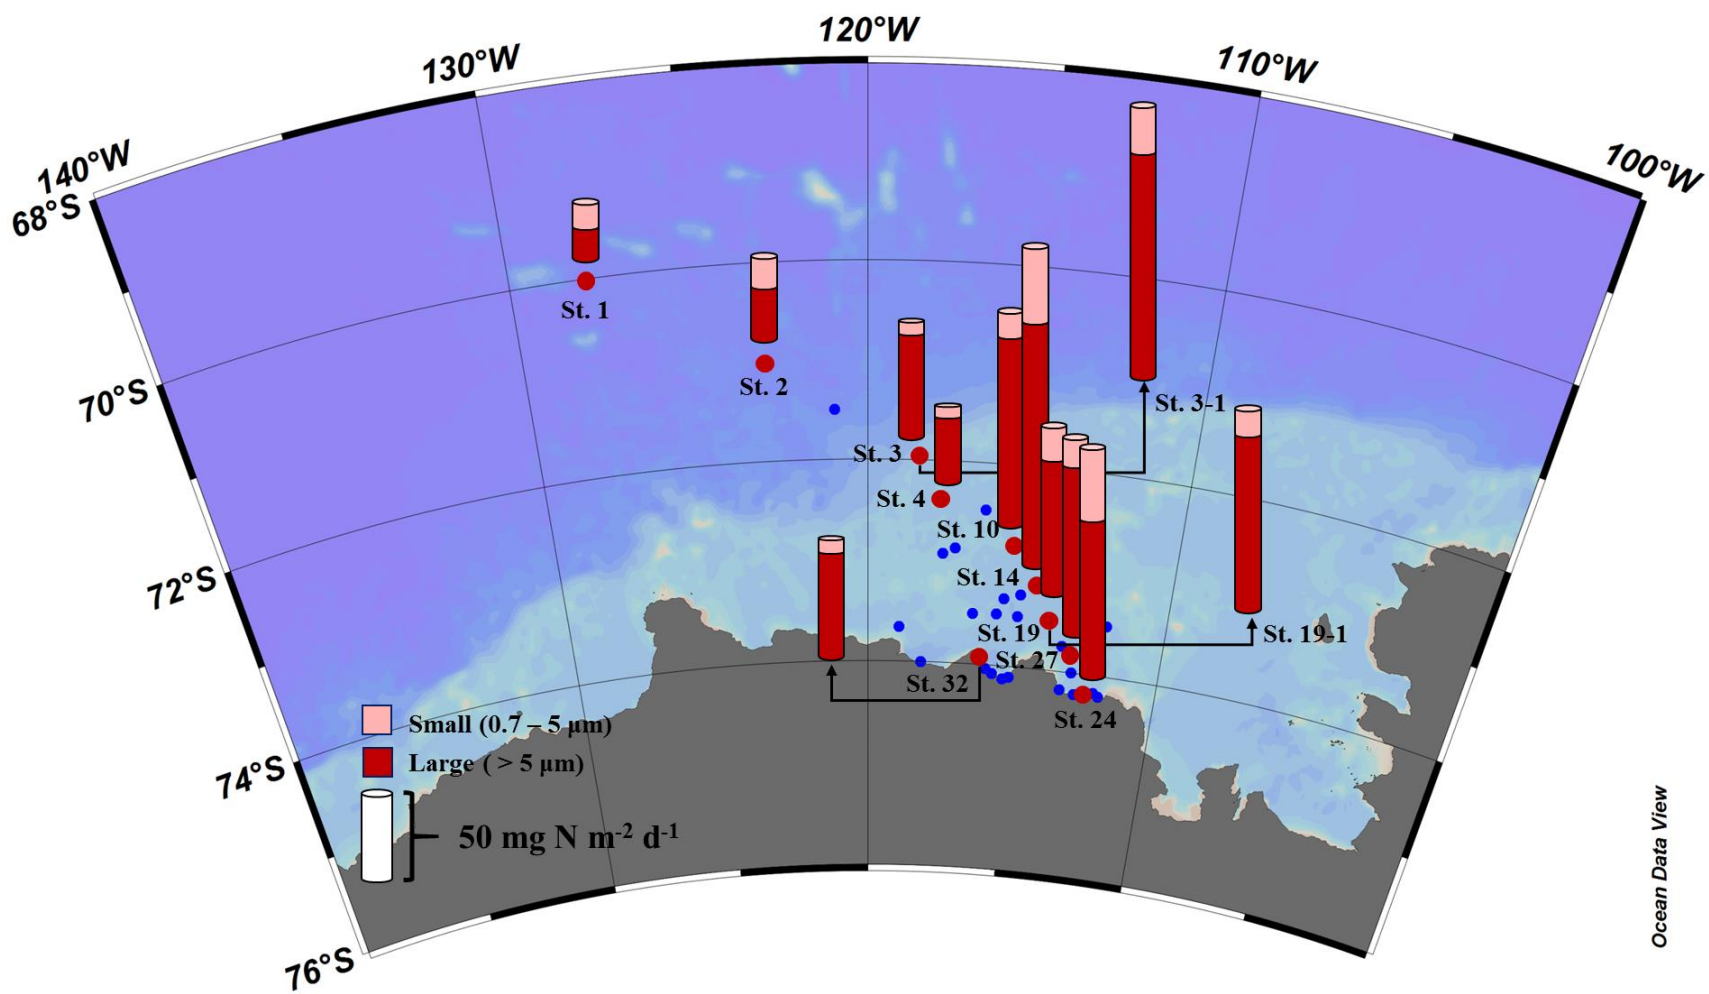 120°W
130°W
110°W
140°W
100°W
68°S
St. 1
St. 2
70°S
St. 3-1
St. 3
St. 4
St. 10
72°S
St. 14
St. 19
St. 19-1
St. 27
St. 32
St. 24
Small (0.7 – 5 μm)
Large ( > 5 μm)
74°S
50 mg N m-2 d-1
76°S
Ocean Data View